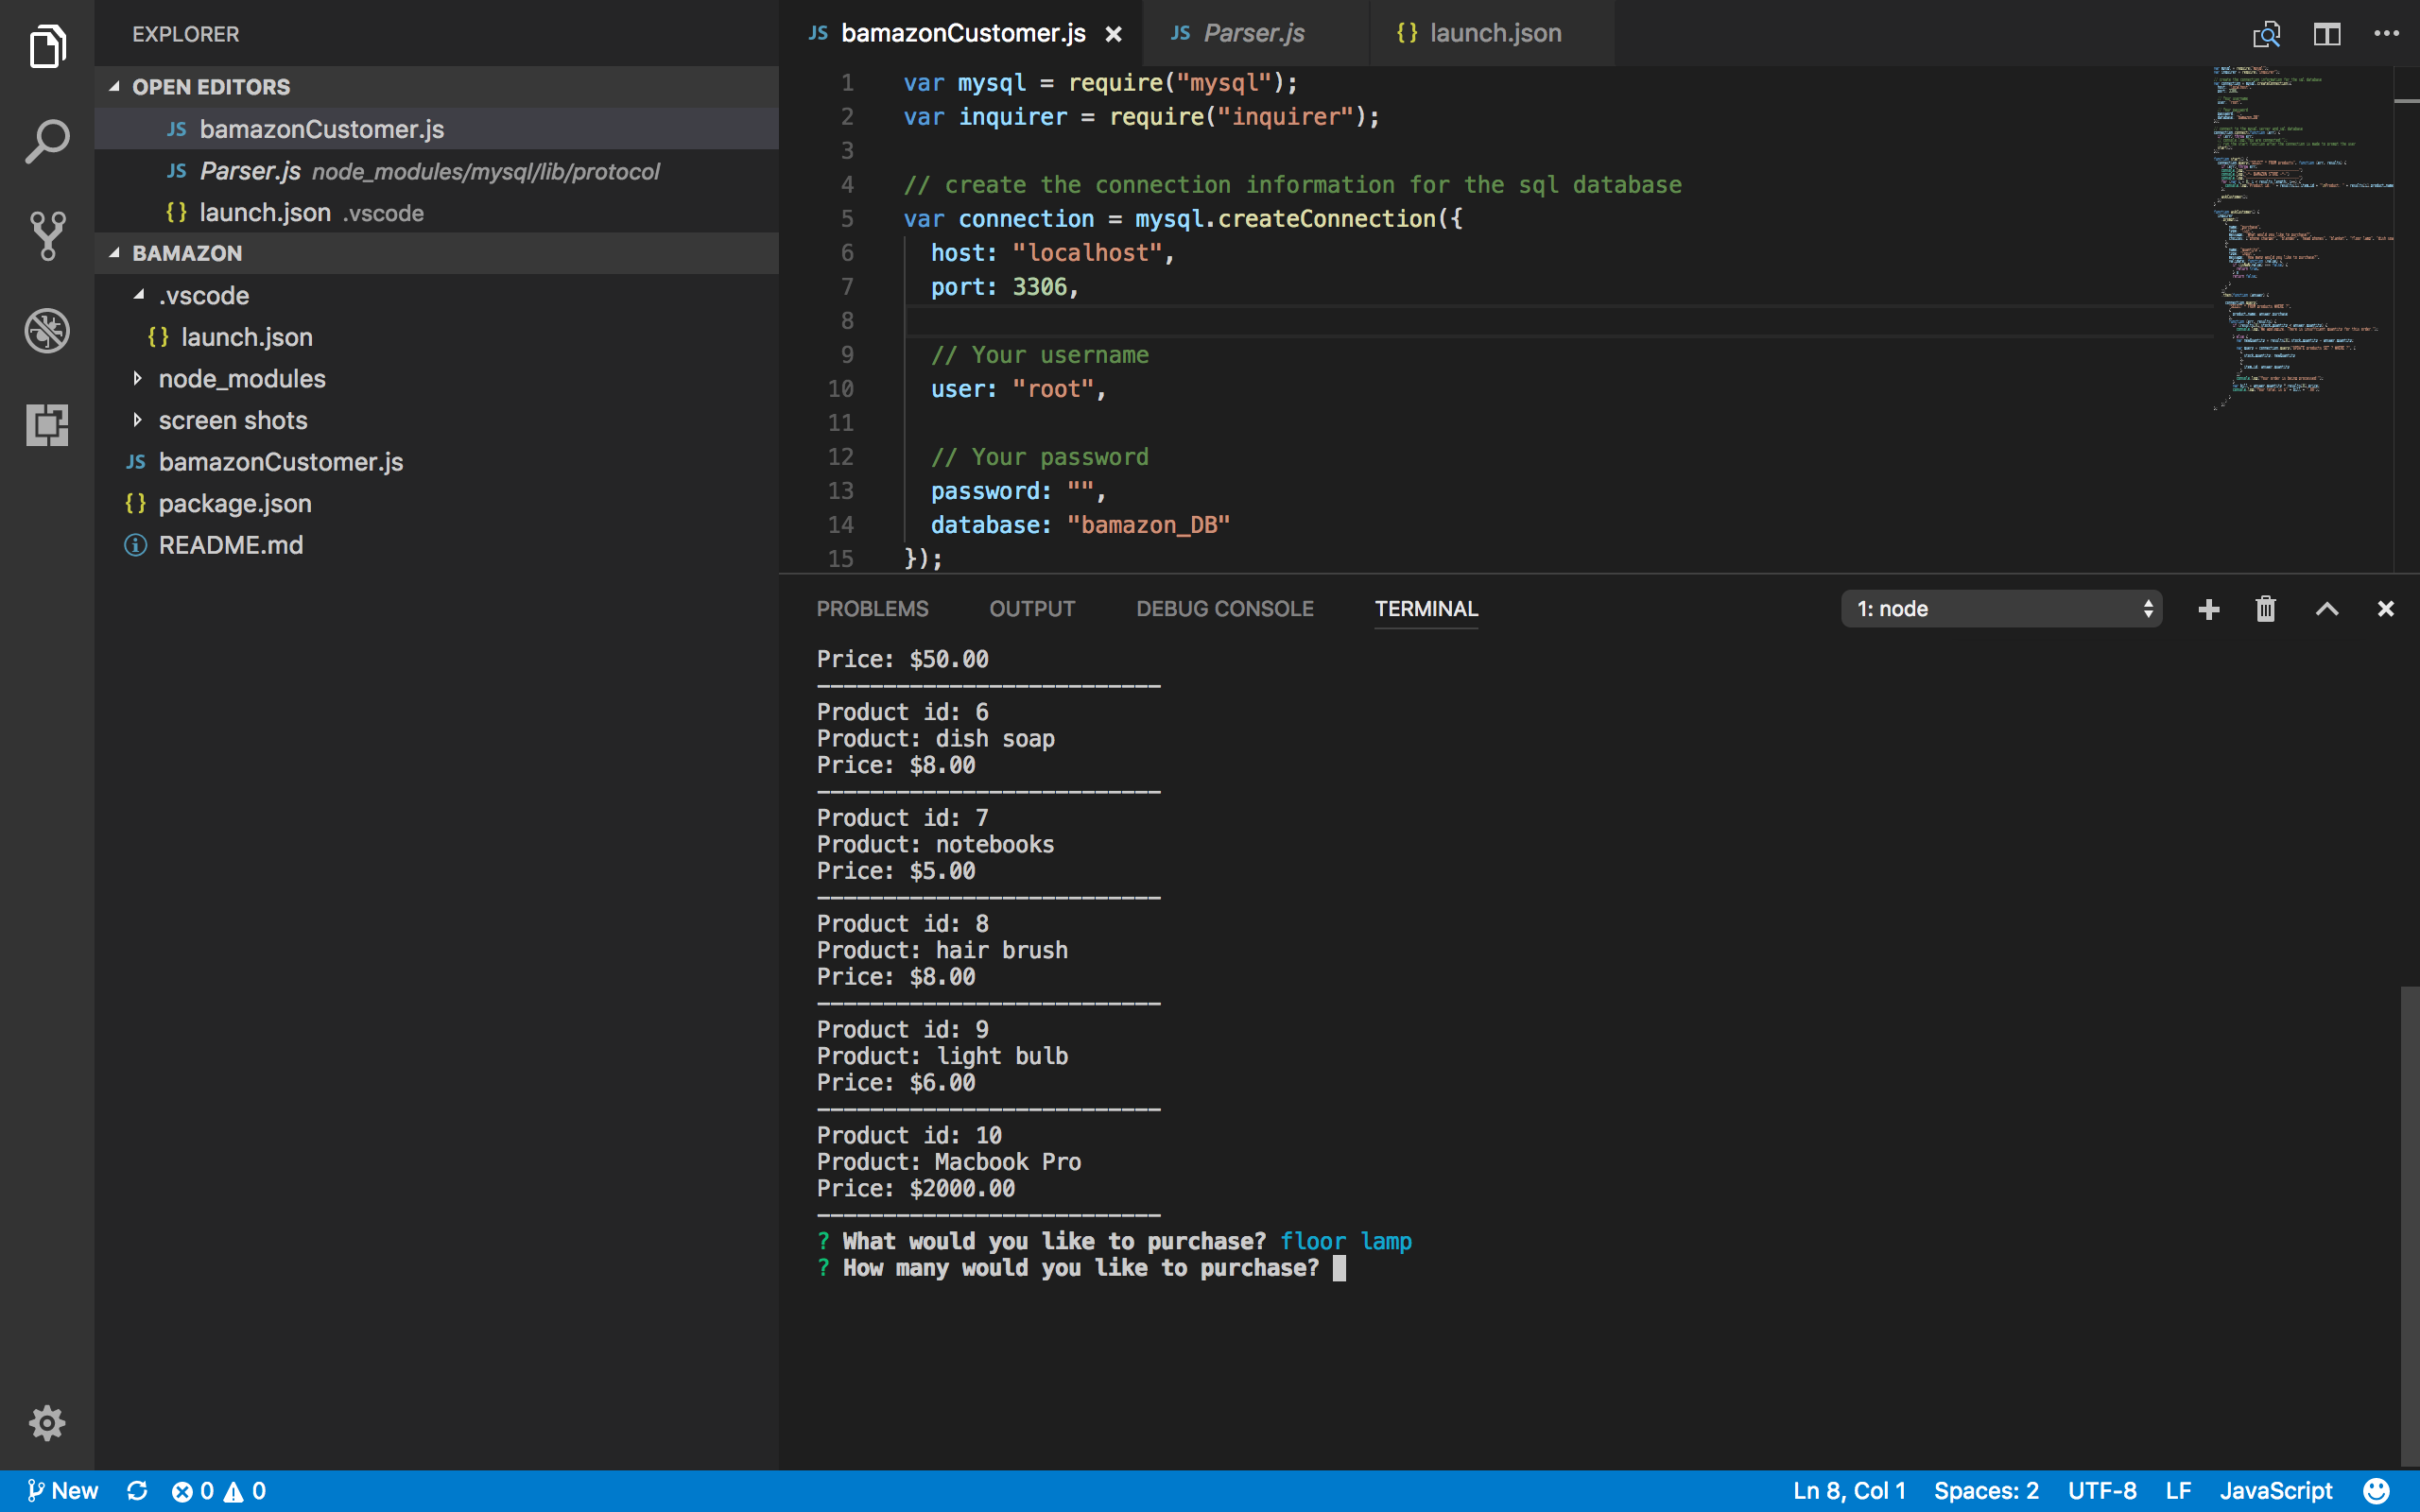 EXPLORER
OPEN EDITORS
JS bamazonCustomer.js
JS Parser.js node_modules/mysql/lib/protocol
{} launch.json .vscode
BAMAZON
.vscode
{} launch.json
node_modules
screen shots
JS bamazonCustomer.js
{} package.json
README.md
JS bamazonCustomer.js
JS Parser.js
{} launch.json
1 var mysql = require("mysql");
2 var inquirer = require("inquirer");
3
4 // create the connection information for the sql database
5 var connection = mysql.createConnection({
6 host: "localhost",
7 port: 3306,
8
9 // Your username
10 user: "root",
11
12 // Your password
13 password: "",
14 database: "bamazon_DB"
15 });
PROBLEMS OUTPUT DEBUG CONSOLE TERMINAL 1: node
Price: $50.00
--------------------------
Product id: 6
Product: dish soap
Price: $8.00
--------------------------
Product id: 7
Product: notebooks
Price: $5.00
--------------------------
Product id: 8
Product: hair brush
Price: $8.00
--------------------------
Product id: 9
Product: light bulb
Price: $6.00
--------------------------
Product id: 10
Product: Macbook Pro
Price: $2000.00
--------------------------
? What would you like to purchase? floor lamp
? How many would you like to purchase?
New 0 0 Ln 8, Col 1 Spaces: 2 UTF-8 LF JavaScript